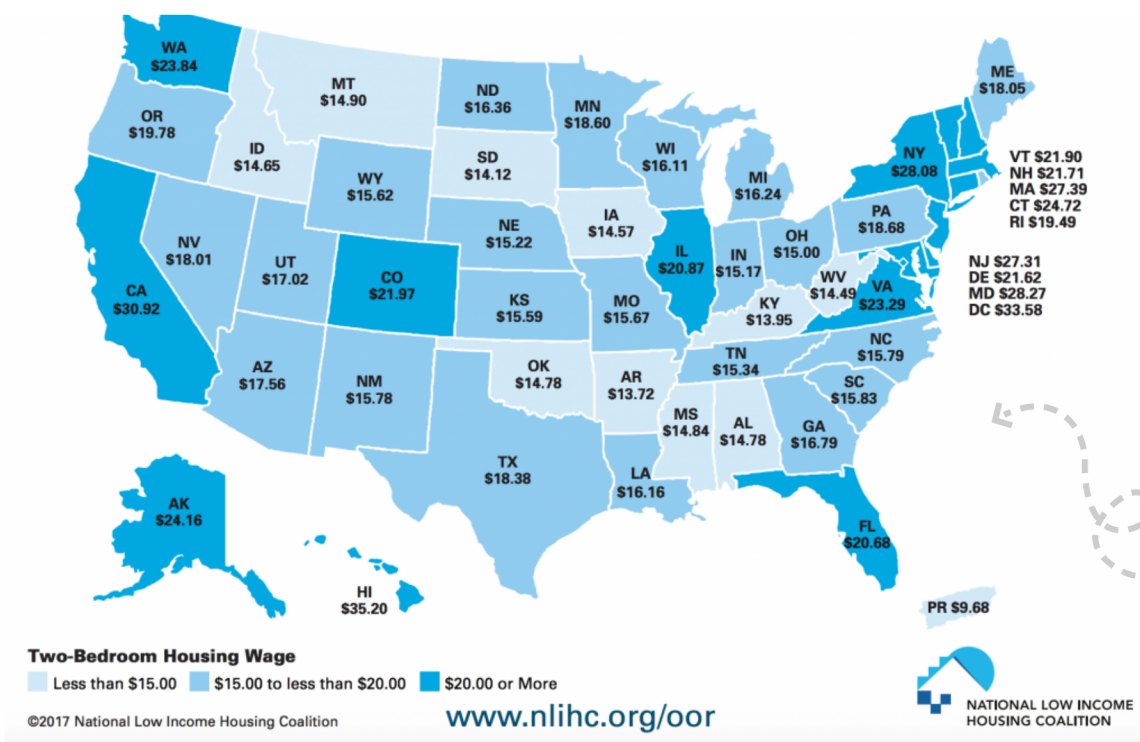 WA
$23.84
MT
$14.90
ND
$16.36
MN
$18.60
ME
$18.05
OR
$19.78
ID
$14.65
SD
$14.12
WI
$16.11
MI
$16.24
NY
$28.08
VT $21.90
NH $21.71
MA $27.39
CT $24.72
RI $19.49
WY
$15.62
IA
$14.57
NE
$15.22
PA
$18.68
NV
$18.01
UT
$17.02
CO
$21.97
IL
$20.87
IN
$15.17
OH
$15.00
WV
$14.49
VA
$23.29
NJ $27.31
DE $21.62
MD $28.27
DC $33.58
CA
$30.92
KS
$15.59
MO
$15.67
KY
$13.95
NC
$15.79
TN
$15.34
AZ
$17.56
NM
$15.78
OK
$14.78
AR
$13.72
SC
$15.83
MS
$14.84
AL
$14.78
GA
$16.79
TX
$18.38
LA
$16.16
AK
$24.16
FL
$20.68
HI
$35.20
PR $9.68
Two-Bedroom Housing Wage
Less than $15.00
$15.00 to less than $20.00
$20.00 or More
©2017 National Low Income Housing Coalition
www.nlihc.org/oor
NATIONAL LOW INCOME
HOUSING COALITION